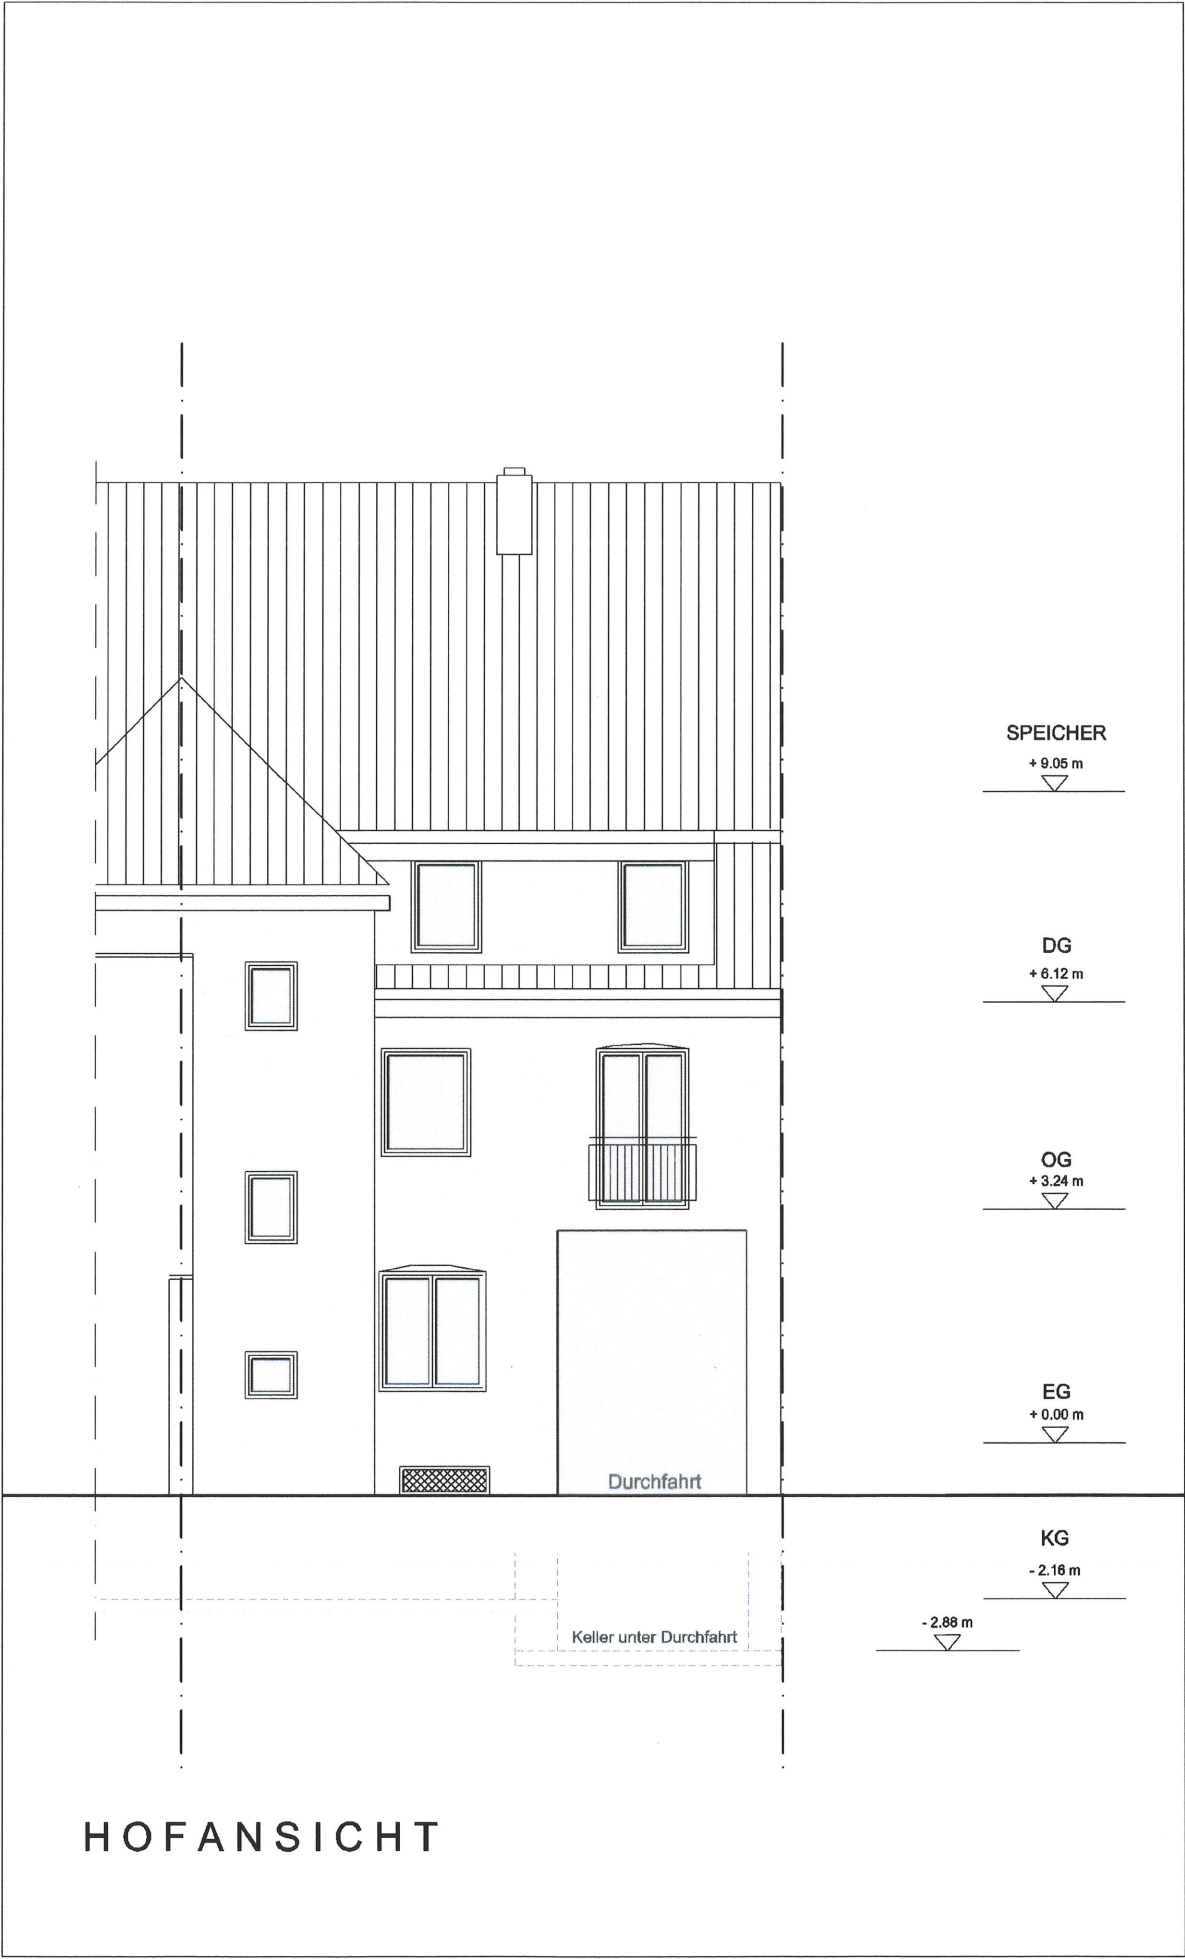 SPEICHER
+ 9.05 m
DG
+ 6.12 m
OG
+ 3.24 m
EG
+ 0.00 m
Durchfahrt
KG
- 2.16 m
- 2.88 m
Keller unter Durchfahrt
HOFANSICHT